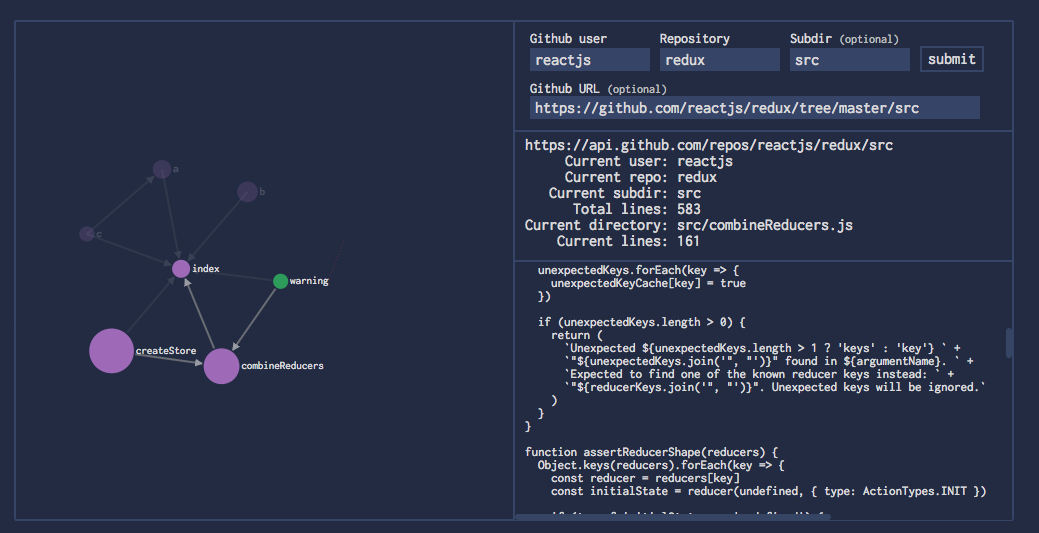 Github user Repository Subdir (optional)
reactjs redux src submit
Github URL (optional)
https://github.com/reactjs/redux/tree/master/src
https://api.github.com/repos/reactjs/redux/src
Current user: reactjs
Current repo: redux
Current subdir: src
Total lines: 583
Current directory: src/combineReducers.js
Current lines: 161
a
b
c
index
warning
createStore
combineReducers
unexpectedKeys.forEach(key => {
unexpectedKeyCache[key] = true
})
if (unexpectedKeys.length > 0) {
return (
`Unexpected ${unexpectedKeys.length > 1 ? 'keys' : 'key'} ` +
`"${unexpectedKeys.join('", "')}" found in ${argumentName}. ` +
`Expected to find one of the known reducer keys instead: ` +
`"${reducerKeys.join('", "')}". Unexpected keys will be ignored.`
)
}
}
function assertReducerShape(reducers) {
Object.keys(reducers).forEach(key => {
const reducer = reducers[key]
const initialState = reducer(undefined, { type: ActionTypes.INIT })